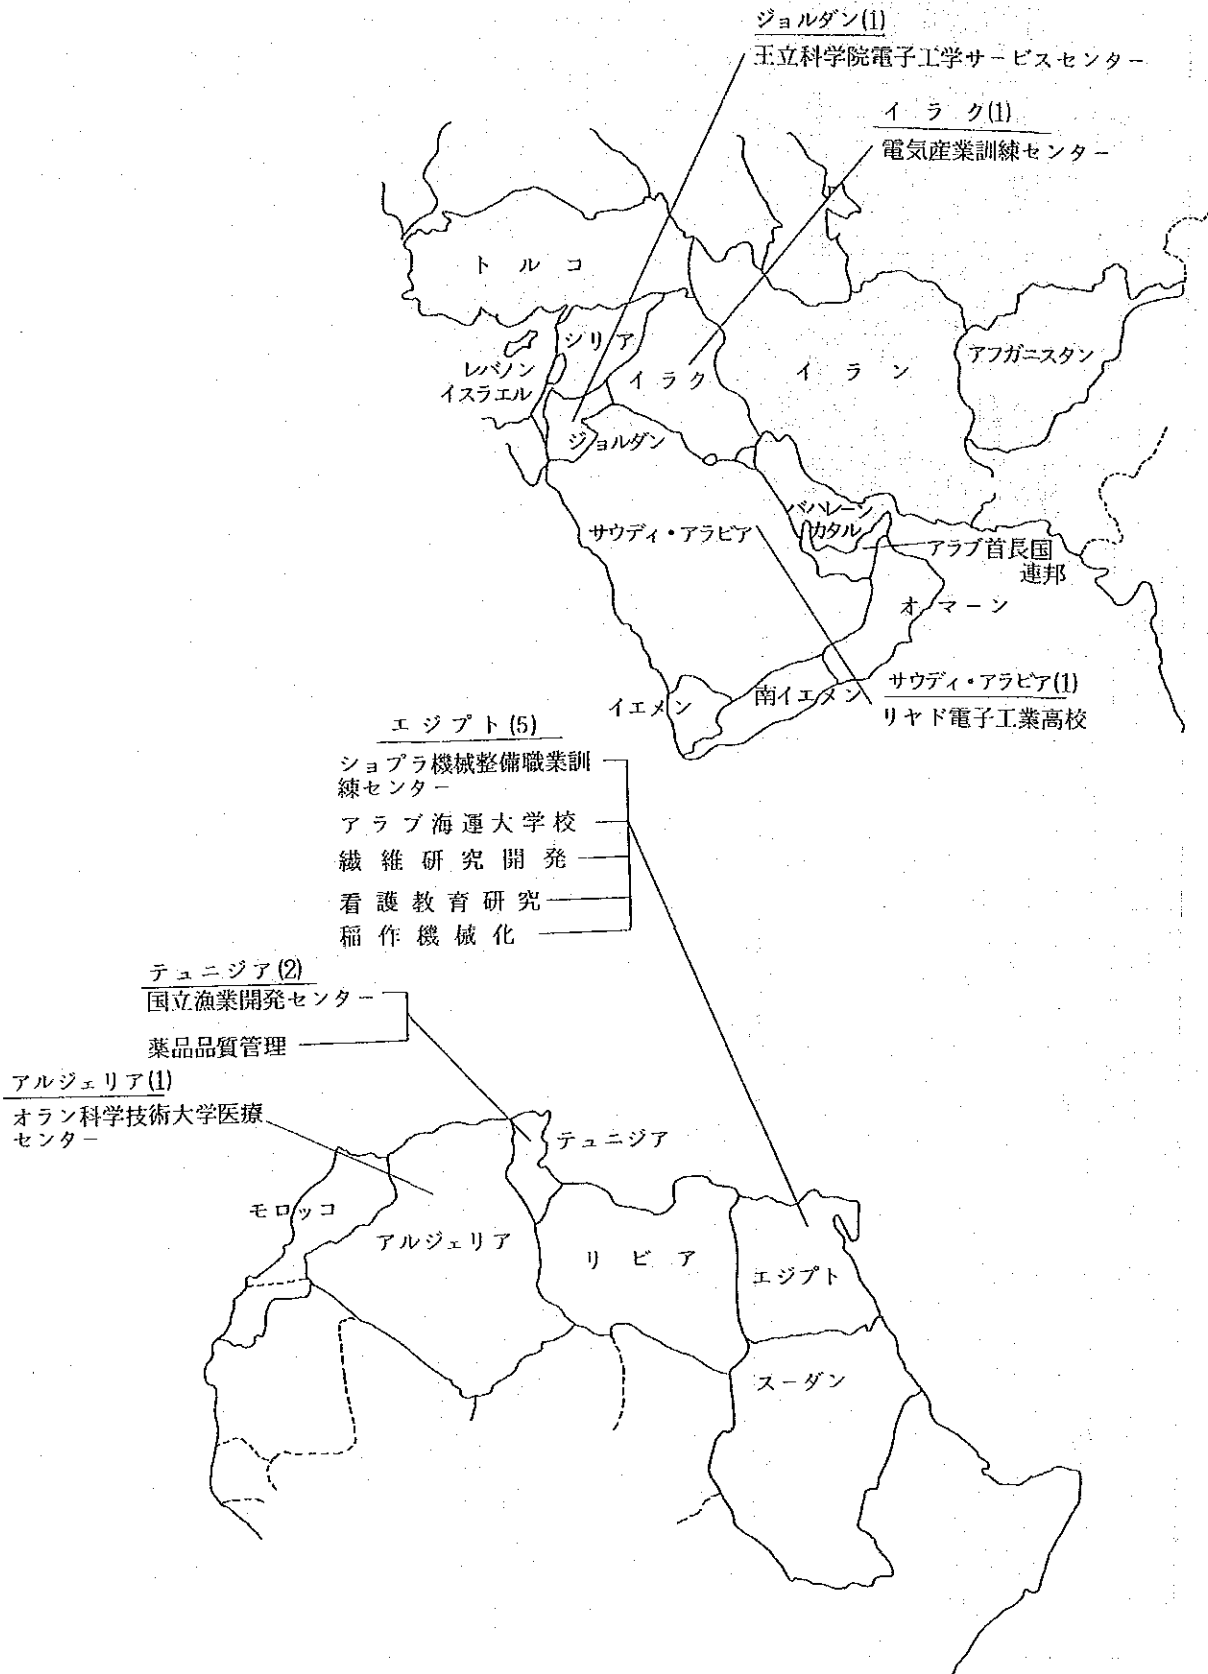 ジョルダン(1)
王立科学院電子工学サービスセンター
イラク(1)
電気産業訓練センター
トルコ
シリア
レバノン
イスラエル
イラク
イラン
アフガニスタン
ジョルダン
サウディ・アラビア
バハレーン
カタル
アラブ首長国
連邦
オマーン
イエメン
南イエメン
サウディ・アラビア(1)
リヤド電子工業高校
エジプト(5)
ショブラ機械整備職業訓
練センター
アラブ海運大学校
繊維研究開発
看護教育研究
稲作機械化
テュニジア(2)
国立漁業開発センター
薬品品質管理
アルジェリア(1)
オラン科学技術大学医療
センター
テュニジア
モロッコ
アルジェリア
リビア
エジプト
スーダン